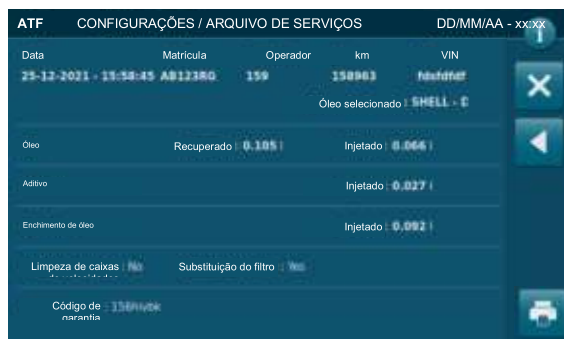 ATF CONFIGURAÇÕES / ARQUIVO DE SERVIÇOS DD/MM/AA - xx:xx
Data Matrícula Operador km VIN
25-12-2021 - 15:58:45 AB123RG 159 158963
Óleo selecionado SHELL - D
Óleo Recuperado 0.105 Injetado 0.066
Aditivo Injetado 0.027
Enchimento de óleo Injetado 0.092
Limpeza de caixas No Substituição do filtro : Yes
Código de
garantia